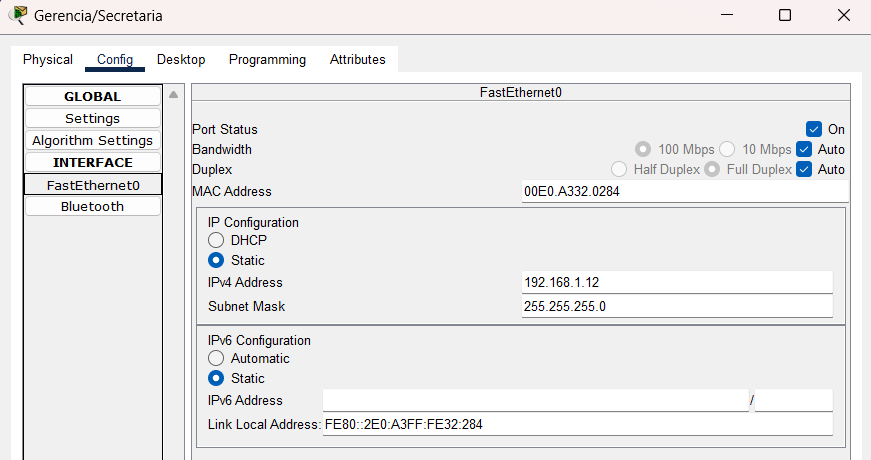 Gerencia/Secretaria
Physical Config Desktop Programming Attributes
GLOBAL
Settings
Algorithm Settings
INTERFACE
FastEthernet0
Bluetooth
FastEthernet0
Port Status On
Bandwidth 100 Mbps 10 Mbps Auto
Duplex Half Duplex Full Duplex Auto
MAC Address 00E0.A332.0284
IP Configuration
DHCP
Static
IPv4 Address 192.168.1.12
Subnet Mask 255.255.255.0
IPv6 Configuration
Automatic
Static
IPv6 Address /
Link Local Address: FE80::2E0:A3FF:FE32:284